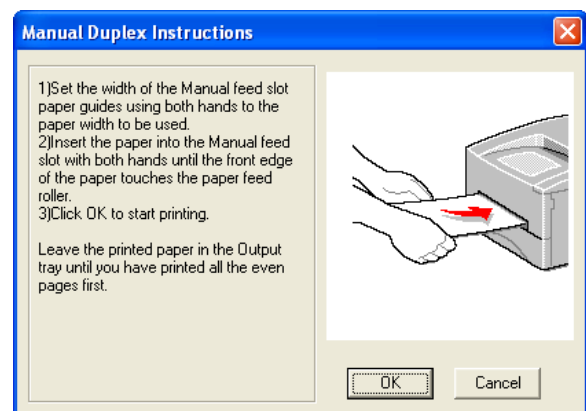 Manual Duplex Instructions
1)Set the width of the Manual feed slot
paper guides using both hands to the
paper width to be used.
2)Insert the paper into the Manual feed
slot with both hands until the front edge
of the paper touches the paper feed
roller.
3)Click OK to start printing.
Leave the printed paper in the Output
tray until you have printed all the even
pages first.
OK
Cancel